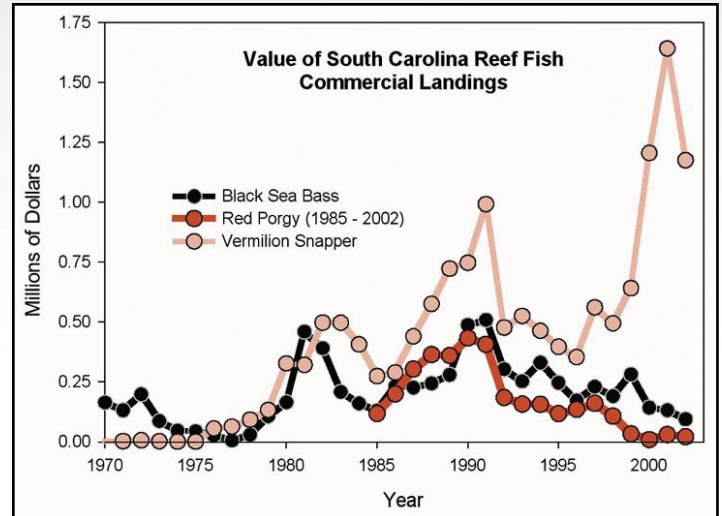 Value of South Carolina Reef Fish
Commercial Landings
Black Sea Bass
Red Porgy (1985 - 2002)
Vermilion Snapper
Millions of Dollars
1.75
1.50
1.25
1.00
0.75
0.50
0.25
0.00
1970 1975 1980 1985 1990 1995 2000
Year